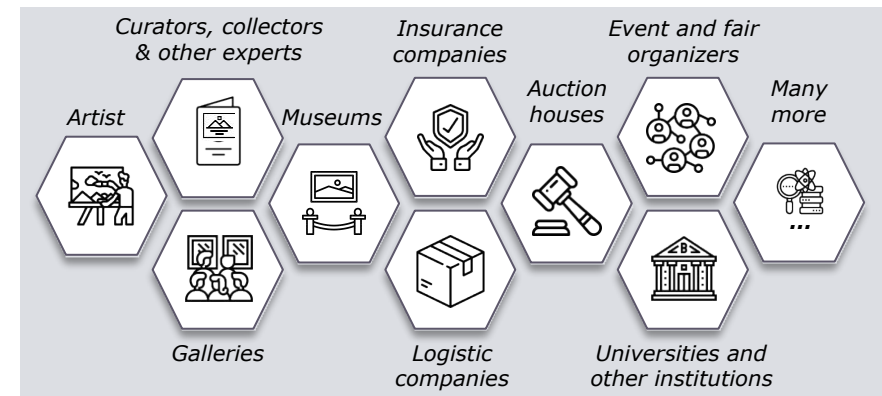 Curators, collectors
& other experts
Insurance
companies
Event and fair
organizers
Artist
Museums
Auction
houses
Many
more
...
B
Galleries
Logistic
companies
Universities and
other institutions